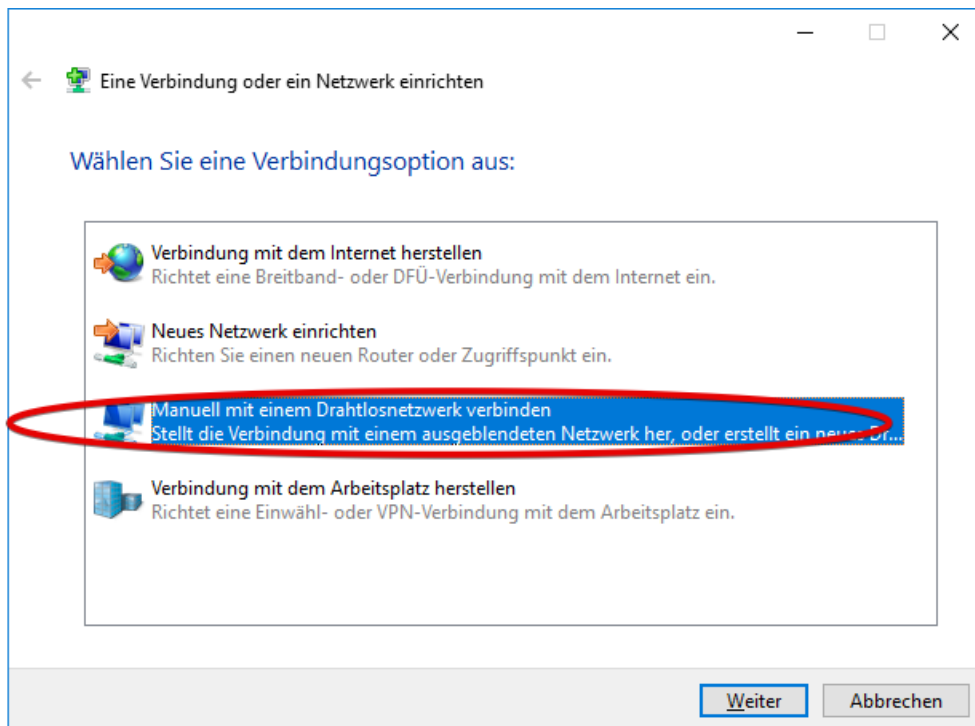 Eine Verbindung oder ein Netzwerk einrichten
Wählen Sie eine Verbindungsoption aus:
Verbindung mit dem Internet herstellen
Richtet eine Breitband- oder DFÜ-Verbindung mit dem Internet ein.
Neues Netzwerk einrichten
Richten Sie einen neuen Router oder Zugriffspunkt ein.
Manuell mit einem Drahtlosnetzwerk verbinden
Stellt die Verbindung mit einem ausgeblendeten Netzwerk her, oder erstellt ein neues Dr...
Verbindung mit dem Arbeitsplatz herstellen
Richtet eine Einwähl- oder VPN-Verbindung mit dem Arbeitsplatz ein.
Weiter Abbrechen